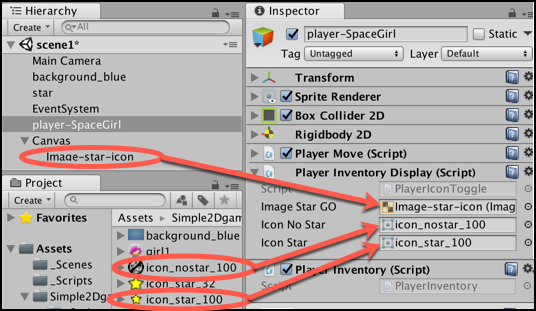 Hierarchy
Create
All
scene1*
Main Camera
background_blue
star
EventSystem
player-SpaceGirl
Canvas
Image-star-icon
Project
Create
Favorites
Assets
_Scenes
_Scripts
Simple2Dgam
Assets Simple2Dgam
background_blue
girl1
icon_nostar_100
icon_star_32
icon_star_100
Inspector
player-SpaceGirl
Static
Tag Untagged Layer Default
Transform
Sprite Renderer
Box Collider 2D
Rigidbody 2D
Player Move (Script)
Player Inventory Display (Script)
Script PlayerIconToggle
Image Star GO Image-star-icon (Imag
Icon No Star icon_nostar_100
Icon Star icon_star_100
Player Inventory (Script)
Script PlayerInventory